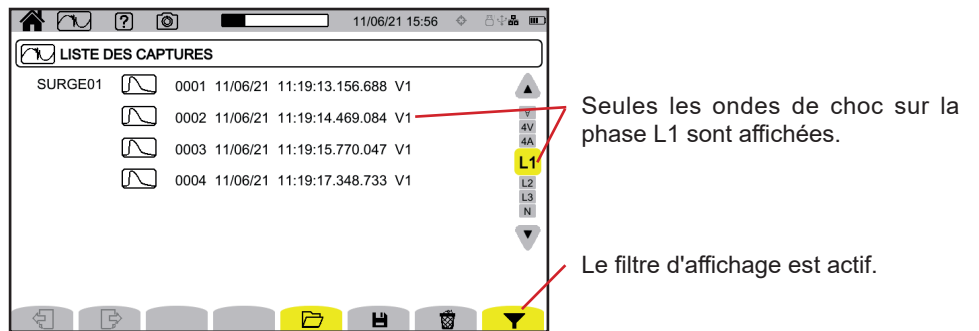 ?
11/06/21 15:56
LISTE DES CAPTURES
SURGE01
0001 11/06/21 11:19:13.156.688 V1
0002 11/06/21 11:19:14.469.084 V1
0003 11/06/21 11:19:15.770.047 V1
0004 11/06/21 11:19:17.348.733 V1
∀
4V
4A
L1
L2
L3
N
Seules les ondes de choc sur la
phase L1 sont affichées.
Le filtre d'affichage est actif.